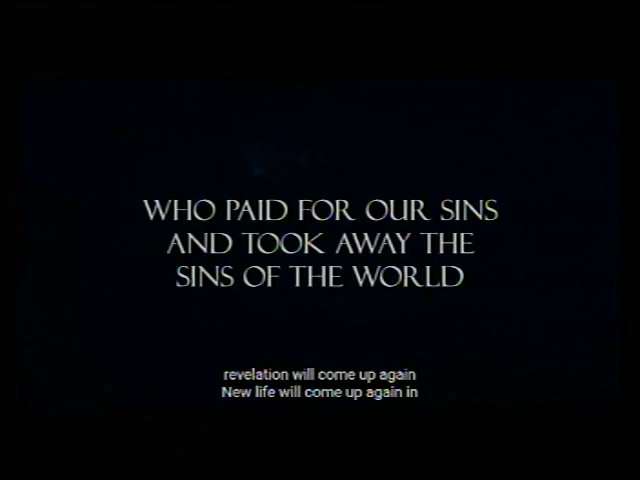 WHO PAID FOR OUR SINS
AND TOOK AWAY THE
SINS OF THE WORLD
revelation will come up again
New life will come up again in